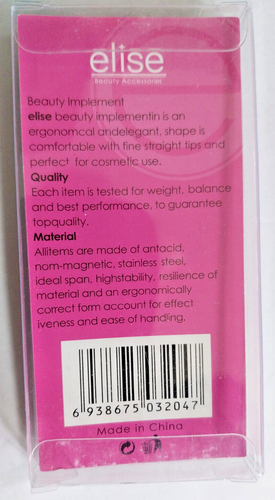 elise
Beauty Accessories
Beauty Implement
elise beauty implementin is an
ergonomcal andelegant, shape is
comfortable with fine straight tips and
perfect for cosmetic use.
Quality
Each item is tested for weight, balance
and best performance, to guarantee
topquality.
Material
Allitems are made of antacid,
nom-magnetic, stainless steel,
ideal span, highstability, resilience of
material and an ergonomically
correct form account for effect
iveness and ease of handling.
6 938675 032047
Made in China